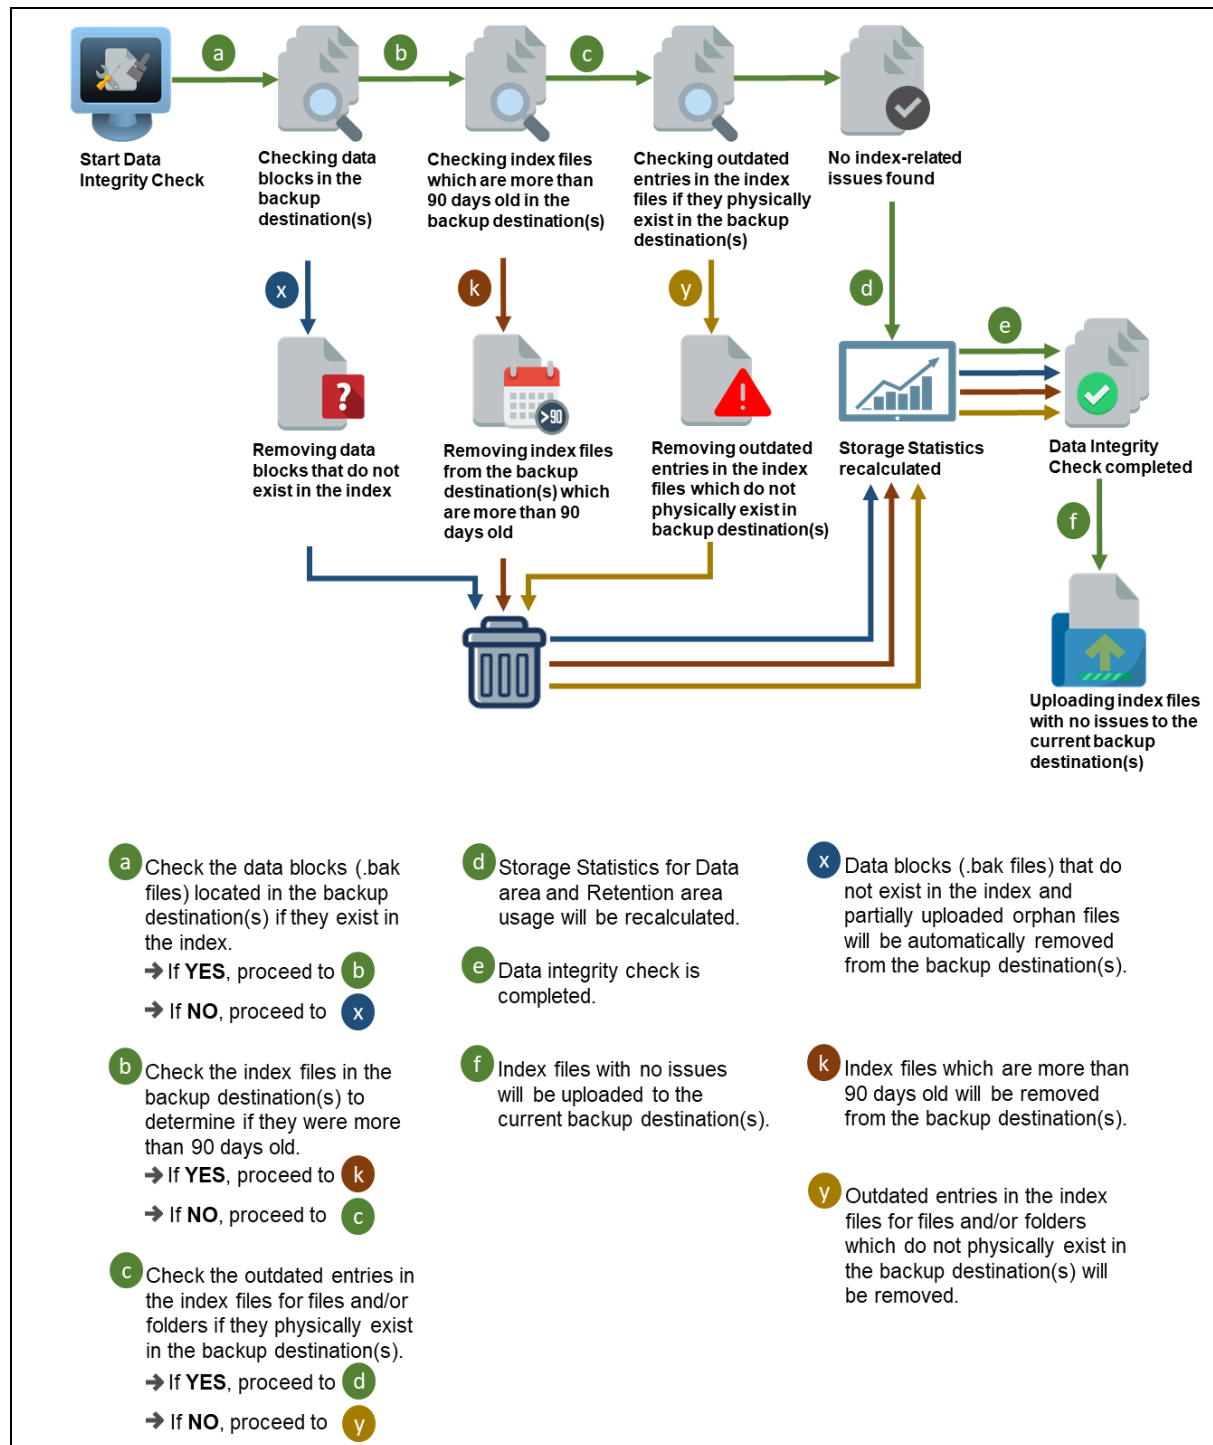 a
b
c
Start Data
Integrity Check
Checking data
blocks in the
backup
destination(s)
Checking index files
which are more than
90 days old in the
backup destination(s)
Checking outdated
entries in the index
files if they physically
exist in the backup
destination(s)
No index-related
issues found
x
k
y
d
e
?
>90
!
Removing data
blocks that do not
exist in the index
Removing index files
from the backup
destination(s) which
are more than 90
days old
Removing outdated
entries in the index
files which do not
physically exist in
backup destination(s)
Storage Statistics
recalculated
Data Integrity
Check completed
f
Uploading index files
with no issues to the
current backup
destination(s)
a Check the data blocks (.bak
files) located in the backup
destination(s) if they exist in
the index.
➔ If YES, proceed to b
➔ If NO, proceed to x
b Check the index files in the
backup destination(s) to
determine if they were more
than 90 days old.
➔ If YES, proceed to k
➔ If NO, proceed to c
c Check the outdated entries in
the index files for files and/or
folders if they physically exist
in the backup destination(s).
➔ If YES, proceed to d
➔ If NO, proceed to y
d Storage Statistics for Data
area and Retention area
usage will be recalculated.
e Data integrity check is
completed.
f Index files with no issues
will be uploaded to the
current backup destination(s).
x Data blocks (.bak files) that do
not exist in the index and
partially uploaded orphan files
will be automatically removed
from the backup destination(s).
k Index files which are more than
90 days old will be removed
from the backup destination(s).
y Outdated entries in the index
files for files and/or folders
which do not physically exist in
the backup destination(s) will
be removed.